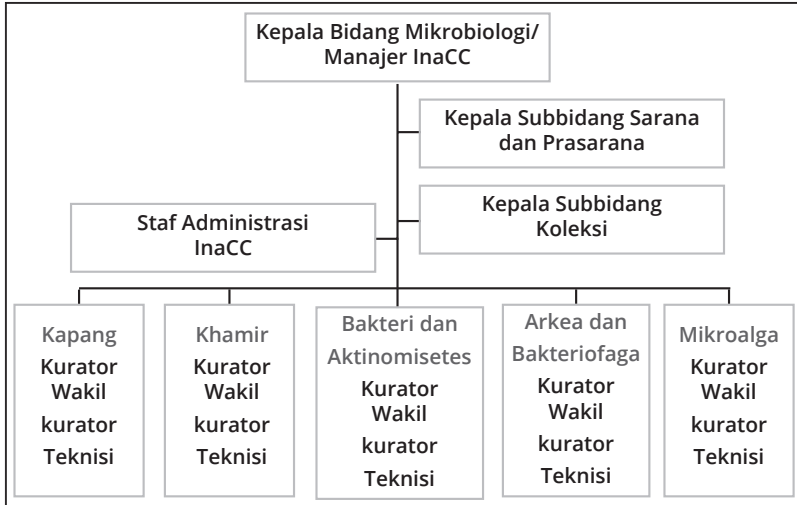 Kepala Bidang Mikrobiologi/
Manajer InaCC
Kepala Subbidang Sarana
dan Prasarana
Kepala Subbidang
Koleksi
Staf Administrasi
InaCC
Kapang
Kurator
Wakil
kurator
Teknisi
Khamir
Kurator
Wakil
kurator
Teknisi
Bakteri dan
Aktinomisetes
Kurator
Wakil
kurator
Teknisi
Arkea dan
Bakteriofaga
Kurator
Wakil
kurator
Teknisi
Mikroalga
Kurator
Wakil
kurator
Teknisi